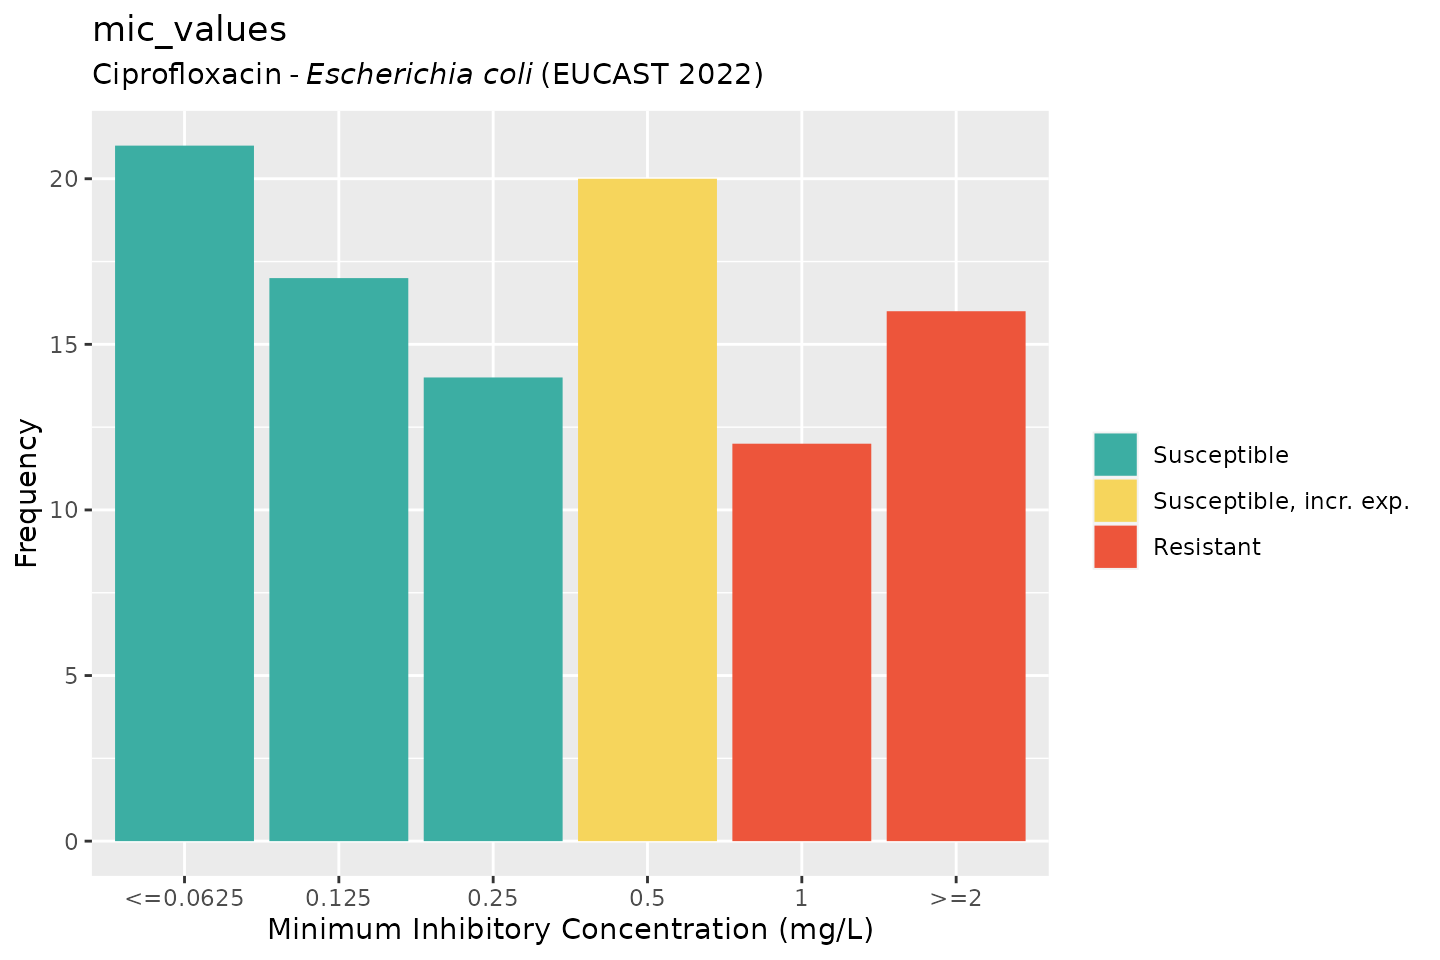 mic_values
Ciprofloxacin - Escherichia coli (EUCAST 2022)
Frequency
20
15
10
5
0
<=0.0625
0.125
0.25
0.5
1
>=2
Minimum Inhibitory Concentration (mg/L)
Susceptible
Susceptible, incr. exp.
Resistant